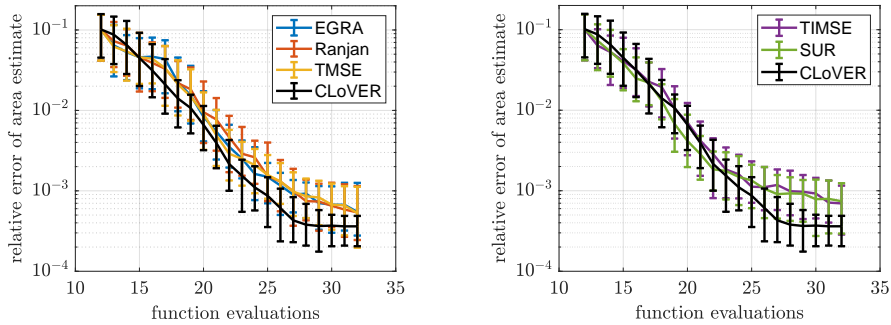 relative error of area estimate
10⁻¹
10⁻²
10⁻³
10⁻⁴
EGRA
Ranjan
TMSE
CLoVER
10 15 20 25 30 35
function evaluations
relative error of area estimate
10⁻¹
10⁻²
10⁻³
10⁻⁴
TIMSE
SUR
CLoVER
10 15 20 25 30 35
function evaluations